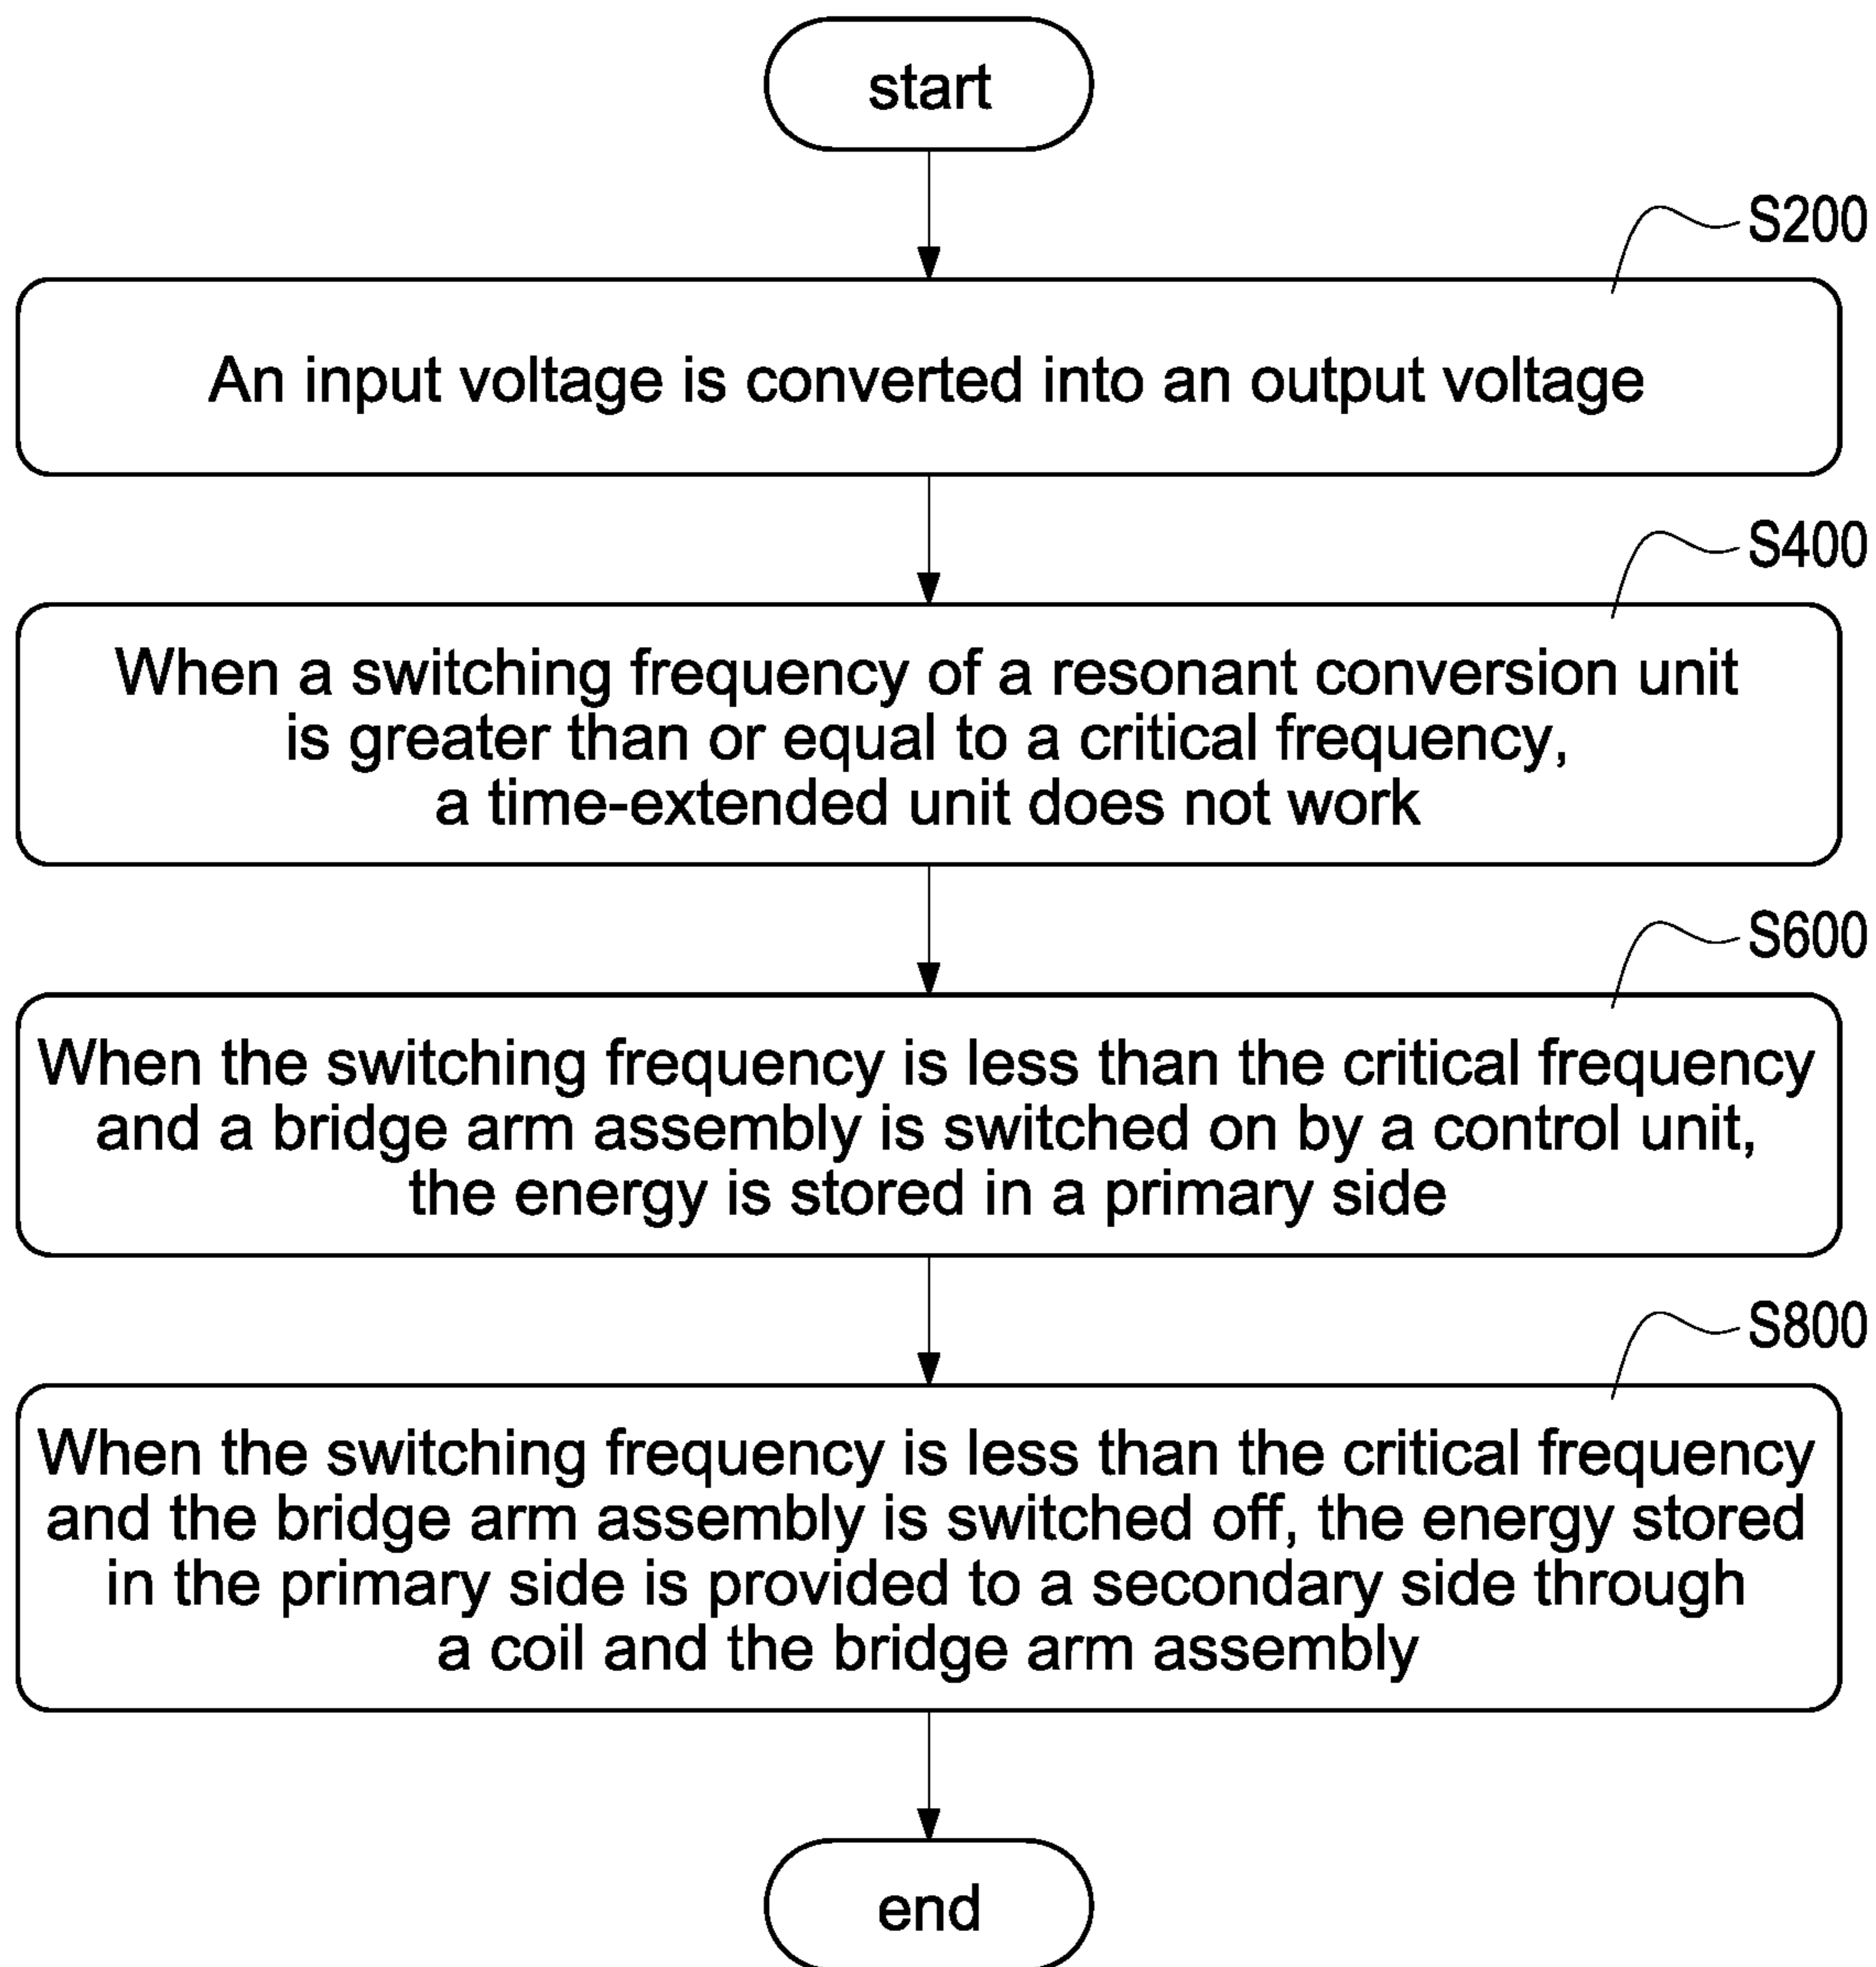 start
S200
An input voltage is converted into an output voltage
S400
When a switching frequency of a resonant conversion unit
is greater than or equal to a critical frequency,
a time-extended unit does not work
S600
When the switching frequency is less than the critical frequency
and a bridge arm assembly is switched on by a control unit,
the energy is stored in a primary side
S800
When the switching frequency is less than the critical frequency
and the bridge arm assembly is switched off, the energy stored
in the primary side is provided to a secondary side through
a coil and the bridge arm assembly
end